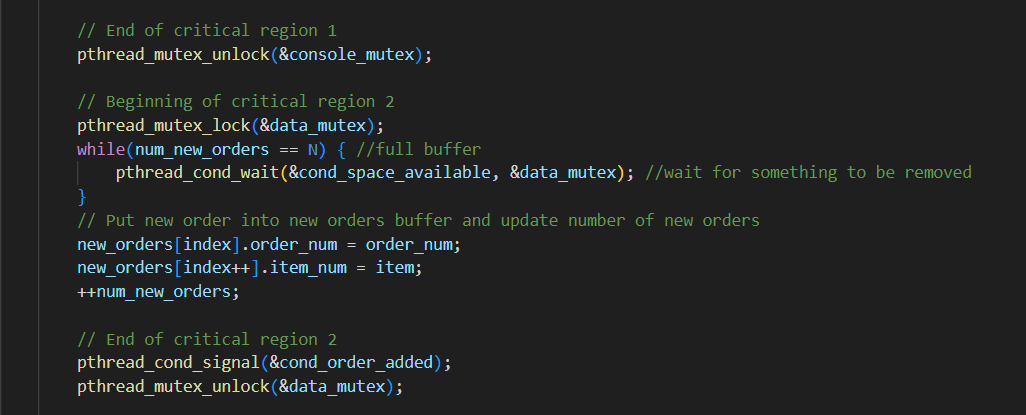 // End of critical region 1
pthread_mutex_unlock(&console_mutex);
// Beginning of critical region 2
pthread_mutex_lock(&data_mutex);
while(num_new_orders == N) { //full buffer
pthread_cond_wait(&cond_space_available, &data_mutex); //wait for something to be removed
}
// Put new order into new orders buffer and update number of new orders
new_orders[index].order_num = order_num;
new_orders[index++].item_num = item;
++num_new_orders;
// End of critical region 2
pthread_cond_signal(&cond_order_added);
pthread_mutex_unlock(&data_mutex);